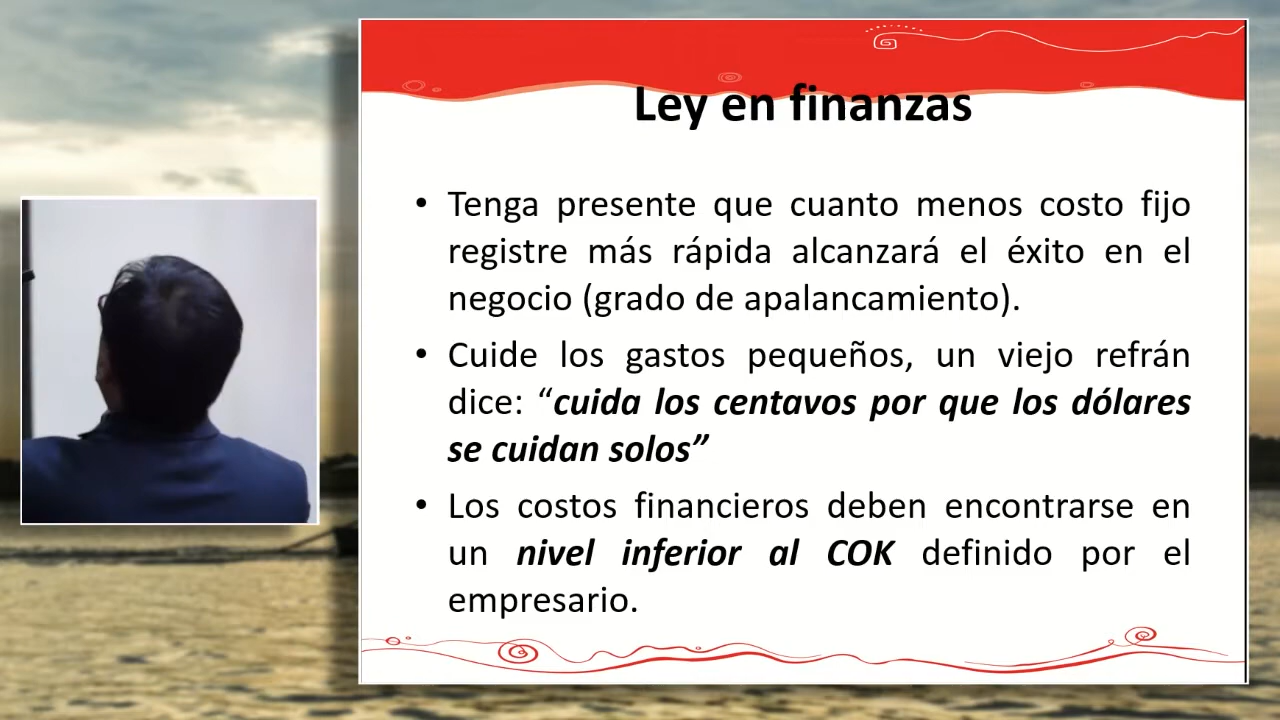 Ley en finanzas
• Tenga presente que cuanto menos costo fijo
registre más rápida alcanzará el éxito en el
negocio (grado de apalancamiento).
• Cuide los gastos pequeños, un viejo refrán
dice: “cuida los centavos por que los dólares
se cuidan solos”
• Los costos financieros deben encontrarse en
un nivel inferior al COK definido por el
empresario.